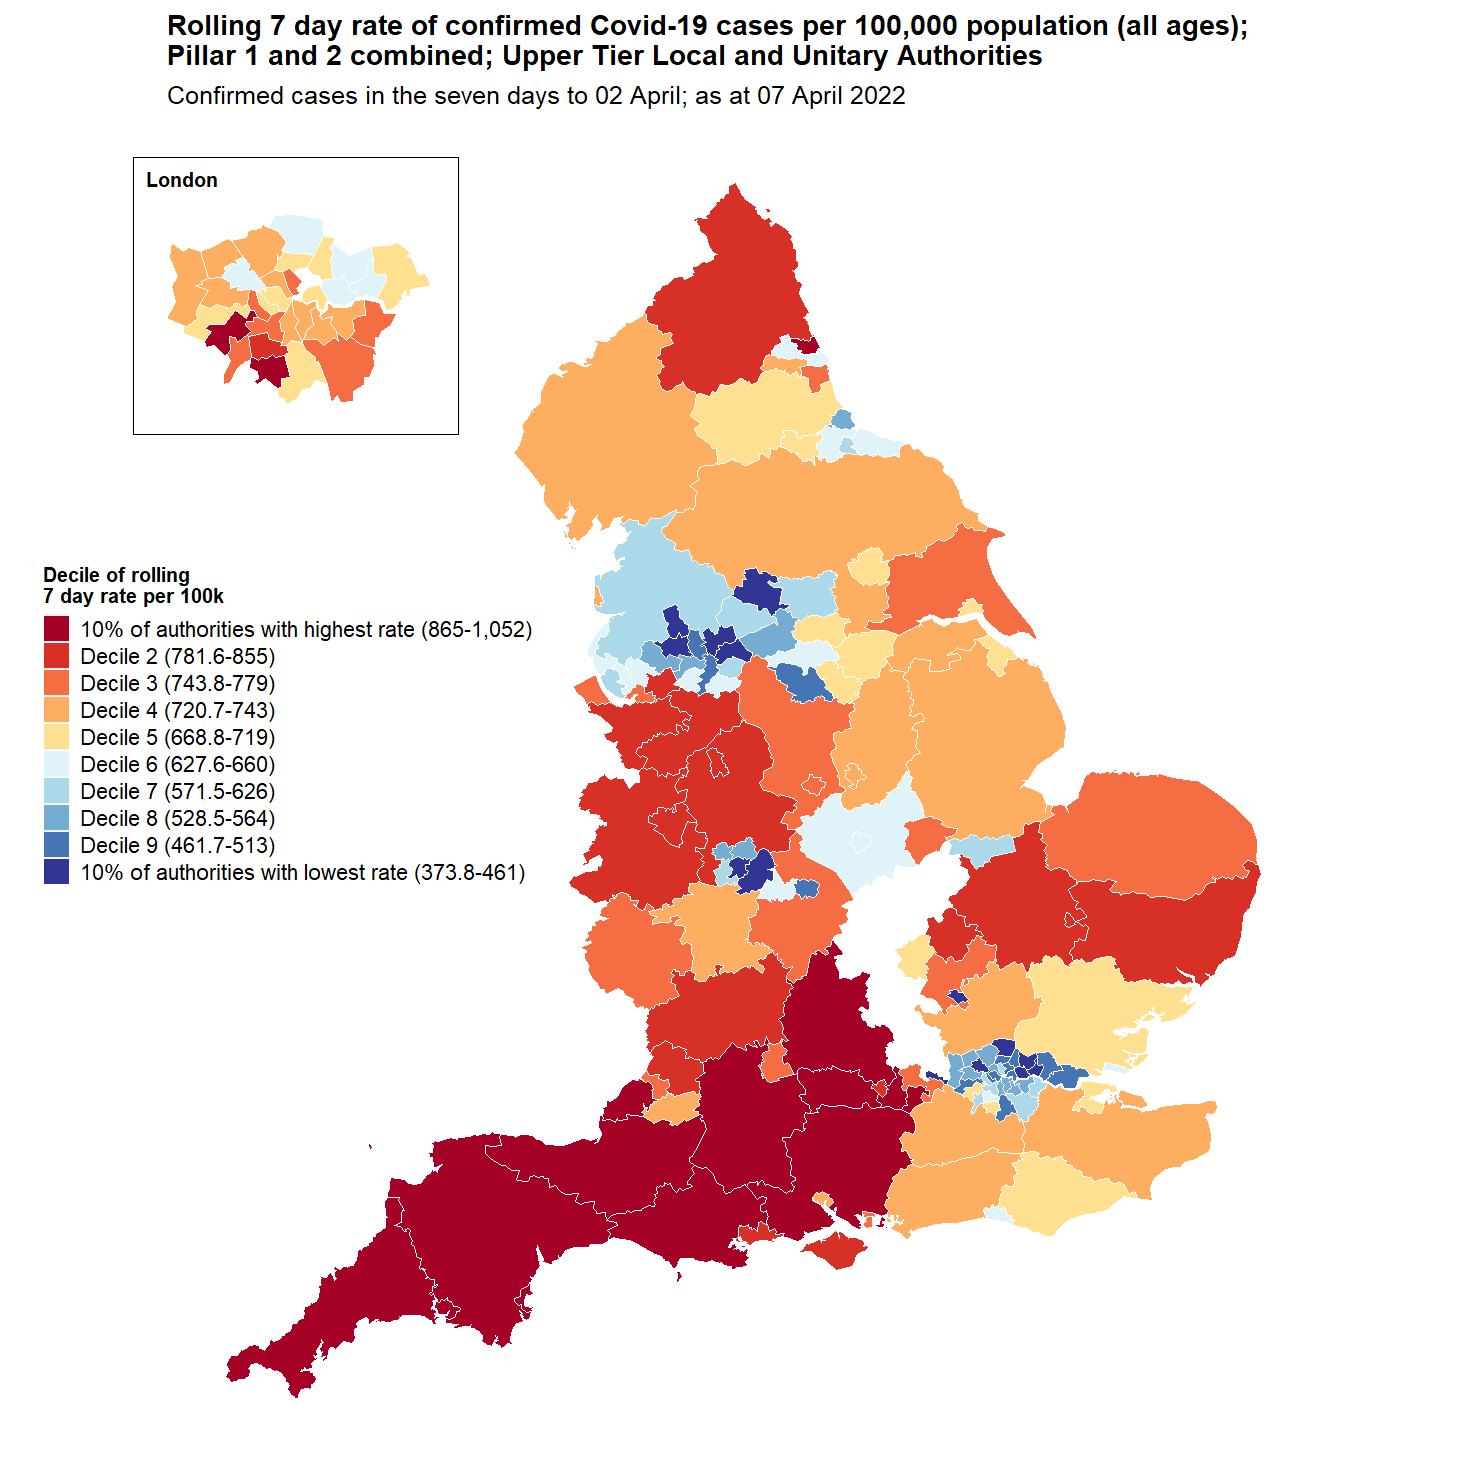 Rolling 7 day rate of confirmed Covid-19 cases per 100,000 population (all ages);
Pillar 1 and 2 combined; Upper Tier Local and Unitary Authorities
Confirmed cases in the seven days to 02 April; as at 07 April 2022
London
Decile of rolling
7 day rate per 100k
10% of authorities with highest rate (865-1,052)
Decile 2 (781.6-855)
Decile 3 (743.8-779)
Decile 4 (720.7-743)
Decile 5 (668.8-719)
Decile 6 (627.6-660)
Decile 7 (571.5-626)
Decile 8 (528.5-564)
Decile 9 (461.7-513)
10% of authorities with lowest rate (373.8-461)